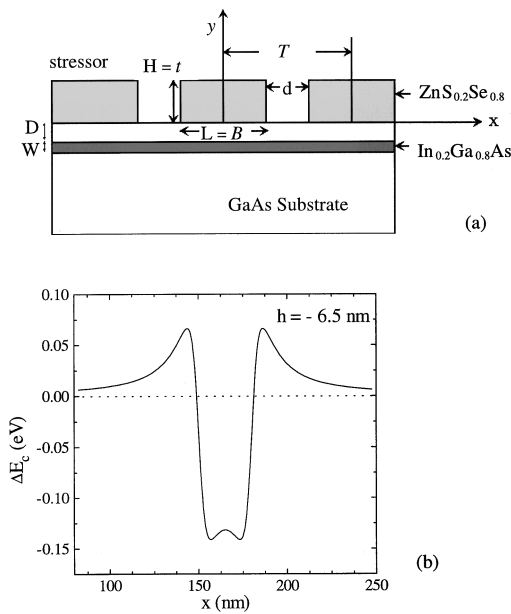 y
T
stressor
H = t
d
ZnS0.2Se0.8
D
x
L = B
W
In0.2Ga0.8As
GaAs Substrate
(a)
0.10
h = - 6.5 nm
0.05
0.00
-0.05
-0.10
-0.15
ΔEc (eV)
100
150
200
250
x (nm)
(b)